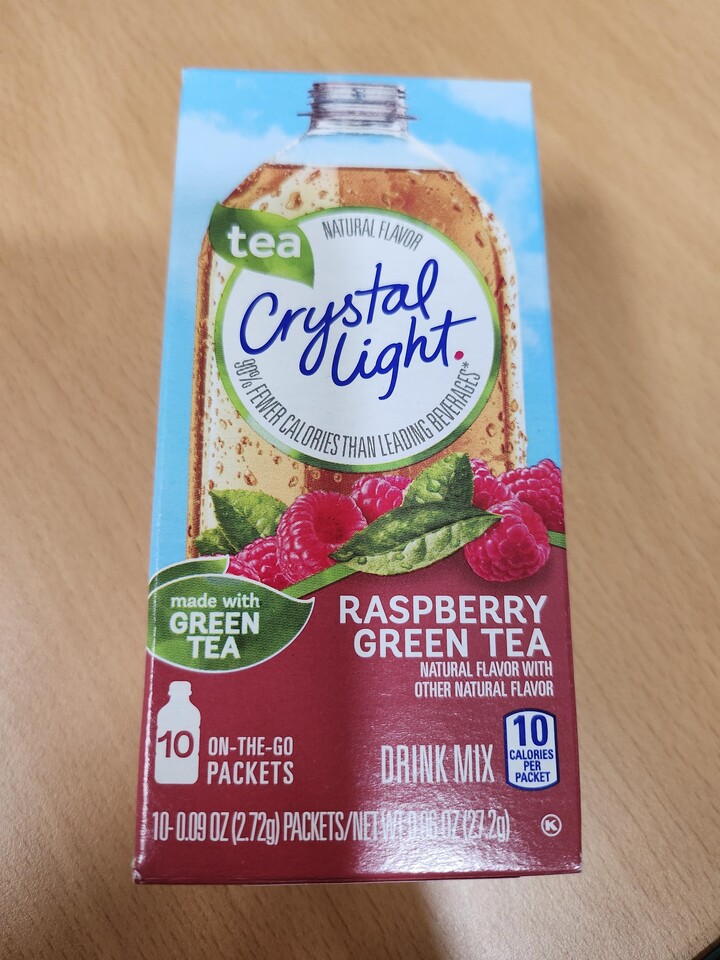 tea
NATURAL FLAVOR
Crystal
Light.
90% FEWER CALORIES THAN LEADING BEVERAGES*
made with
GREEN
TEA
RASPBERRY
GREEN TEA
NATURAL FLAVOR WITH
OTHER NATURAL FLAVOR
10
ON-THE-GO
PACKETS
DRINK MIX
10
CALORIES
PER
PACKET
10-0.09 OZ (2.72g) PACKETS/NET WT 0.96 OZ (27.2g)
K